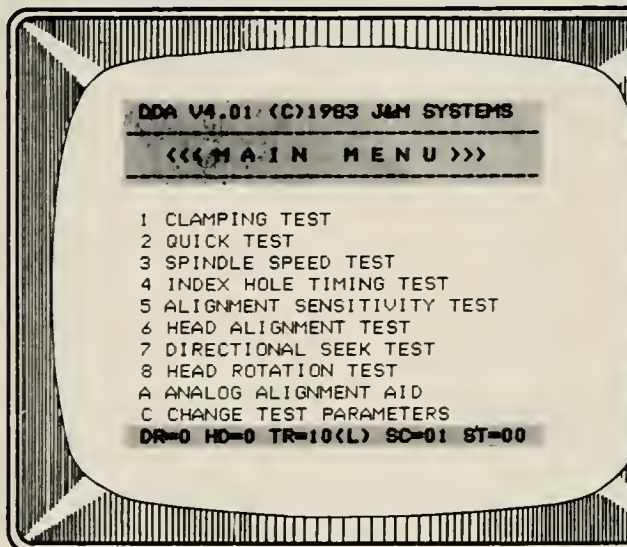 DDA V4.01 (C)1983 J&M SYSTEMS
<<<M A I N  M E N U>>>
1 CLAMPING TEST
2 QUICK TEST
3 SPINDLE SPEED TEST
4 INDEX HOLE TIMING TEST
5 ALIGNMENT SENSITIVITY TEST
6 HEAD ALIGNMENT TEST
7 DIRECTIONAL SEEK TEST
8 HEAD ROTATION TEST
A ANALOG ALIGNMENT AID
C CHANGE TEST PARAMETERS
DR=0 HD=0 TR=10(L) SC=01 ST=00